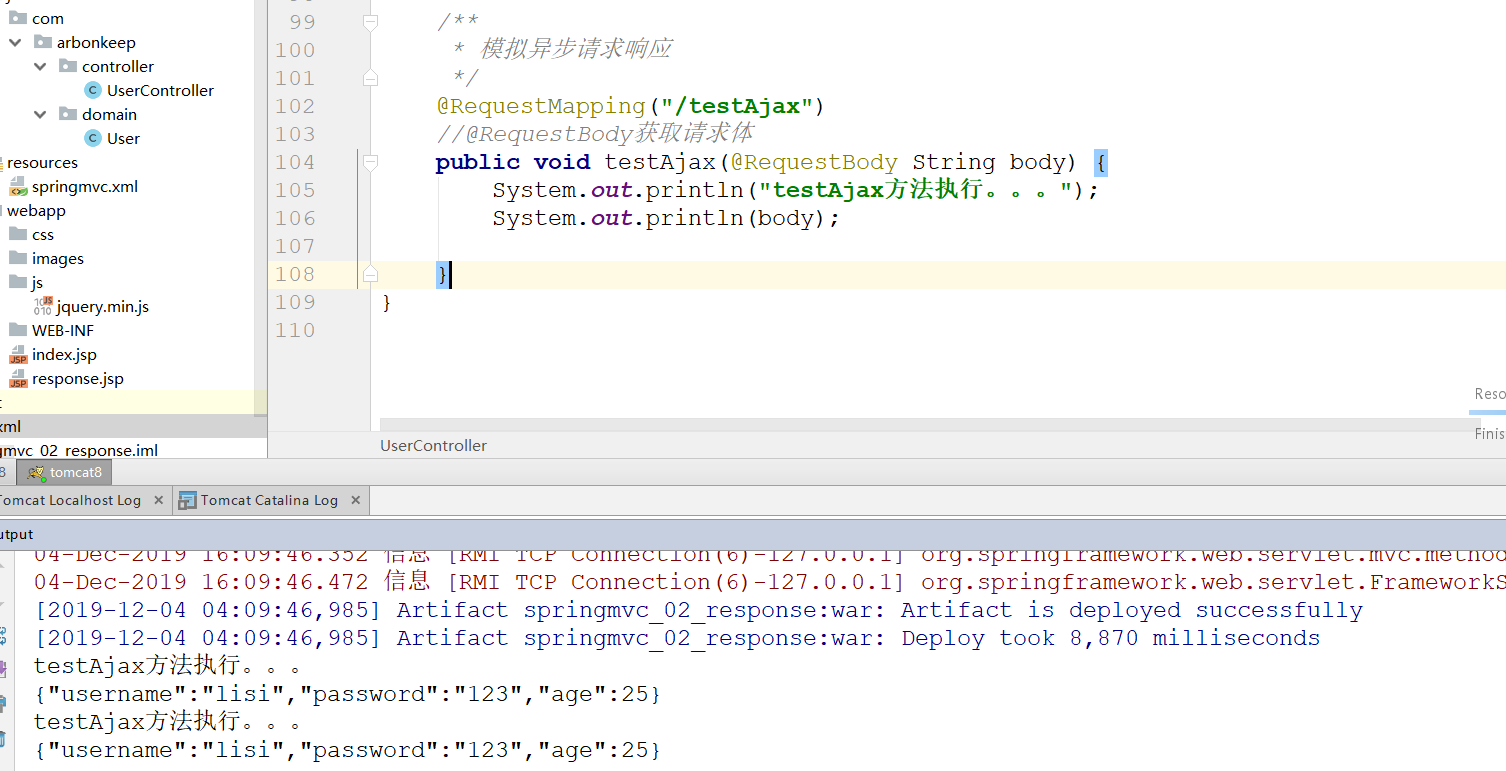 com
arbonkeep
controller
UserController
domain
User
resources
springmvc.xml
webapp
css
images
js
jquery.min.js
WEB-INF
index.jsp
response.jsp
xml
gmvc_02_response.iml
99 /**
100 * 模拟异步请求响应
101 */
102 @RequestMapping("/testAjax")
103 //@RequestBody获取请求体
104 public void testAjax(@RequestBody String body) {
105 System.out.println("testAjax方法执行。。。");
106 System.out.println(body);
107
108 }
109 }
110
Reso
Finis
UserController
8 tomcat8
Tomcat Localhost Log × Tomcat Catalina Log ×
utput
04-Dec-2019 16:09:46.352 信息 [RMI TCP Connection(6)-127.0.0.1] org.springframework.web.servlet.mvc.method
04-Dec-2019 16:09:46.472 信息 [RMI TCP Connection(6)-127.0.0.1] org.springframework.web.servlet.FrameworkS
[2019-12-04 04:09:46,985] Artifact springmvc_02_response:war: Artifact is deployed successfully
[2019-12-04 04:09:46,985] Artifact springmvc_02_response:war: Deploy took 8,870 milliseconds
testAjax方法执行。。。
{"username":"lisi","password":"123","age":25}
testAjax方法执行。。。
{"username":"lisi","password":"123","age":25}